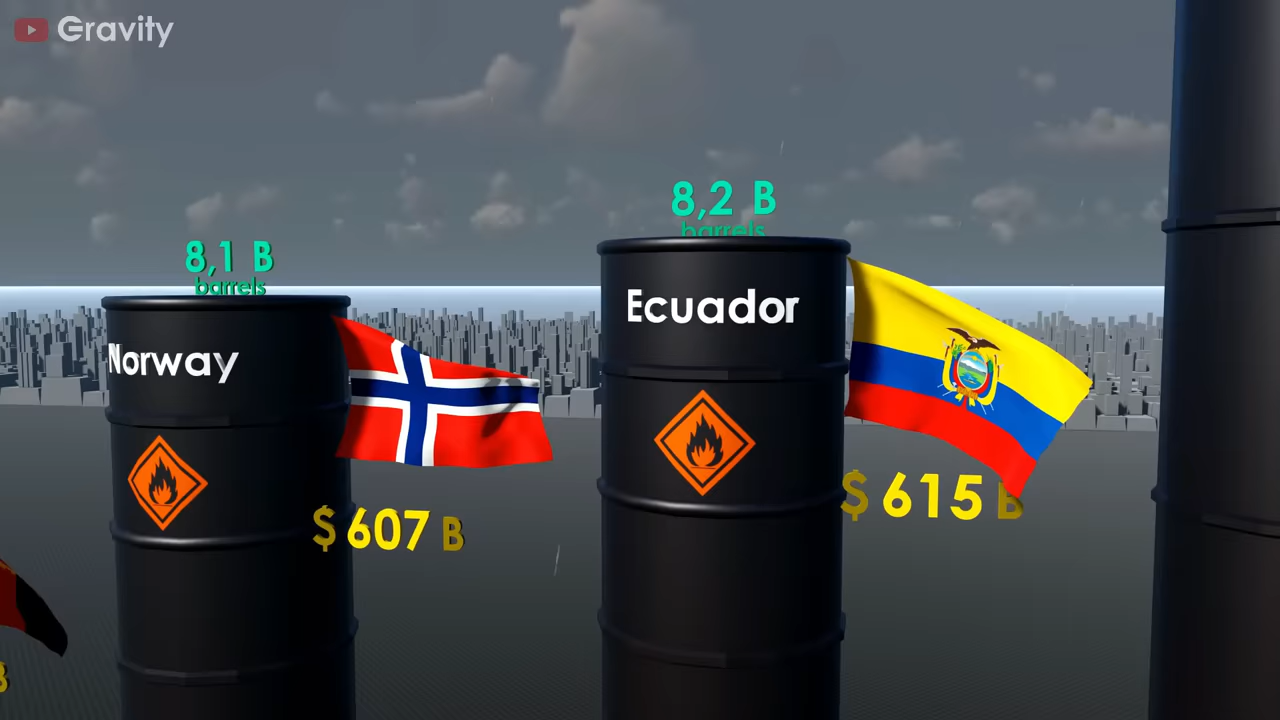 Gravity
8,1 B
barrels
Norway
$ 607 B
8,2 B
barrels
Ecuador
$ 615 B